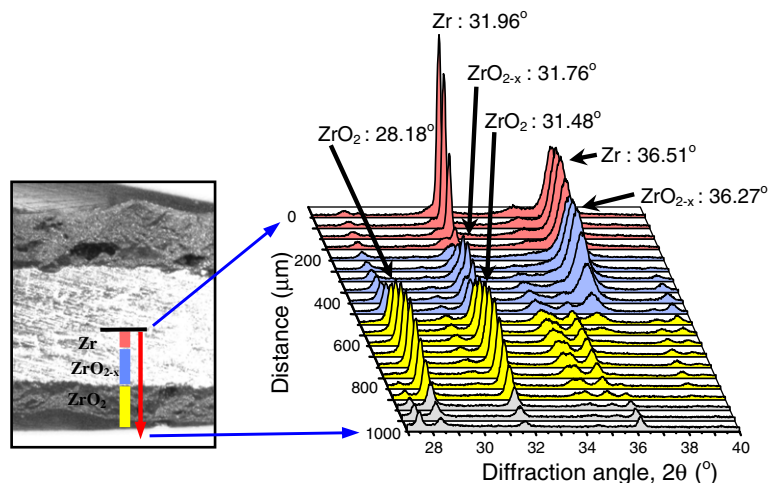 Zr : 31.96°
ZrO2-x : 31.76°
ZrO2 : 28.18°
ZrO2 : 31.48°
Zr : 36.51°
ZrO2-x : 36.27°
Zr
ZrO2-x
ZrO2
0
200
400
600
800
1000
Distance (μm)
28 30 32 34 36 38 40
Diffraction angle, 2θ (°)